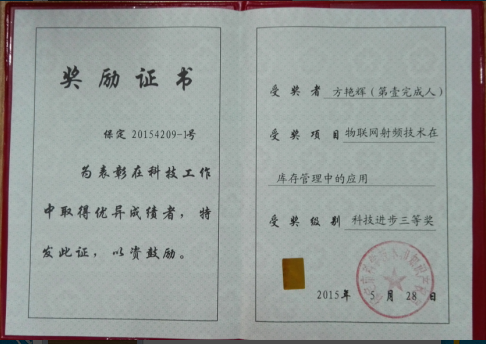 奖励证书
保定 20154209-1号
为表彰在科技工作
中取得优异成绩者，特
发此证，以资鼓励。
受奖者 方艳辉（第壹完成人）
受奖项目 物联网射频技术在
库存管理中的应用
受奖级别 科技进步三等奖
2015年 5月28日